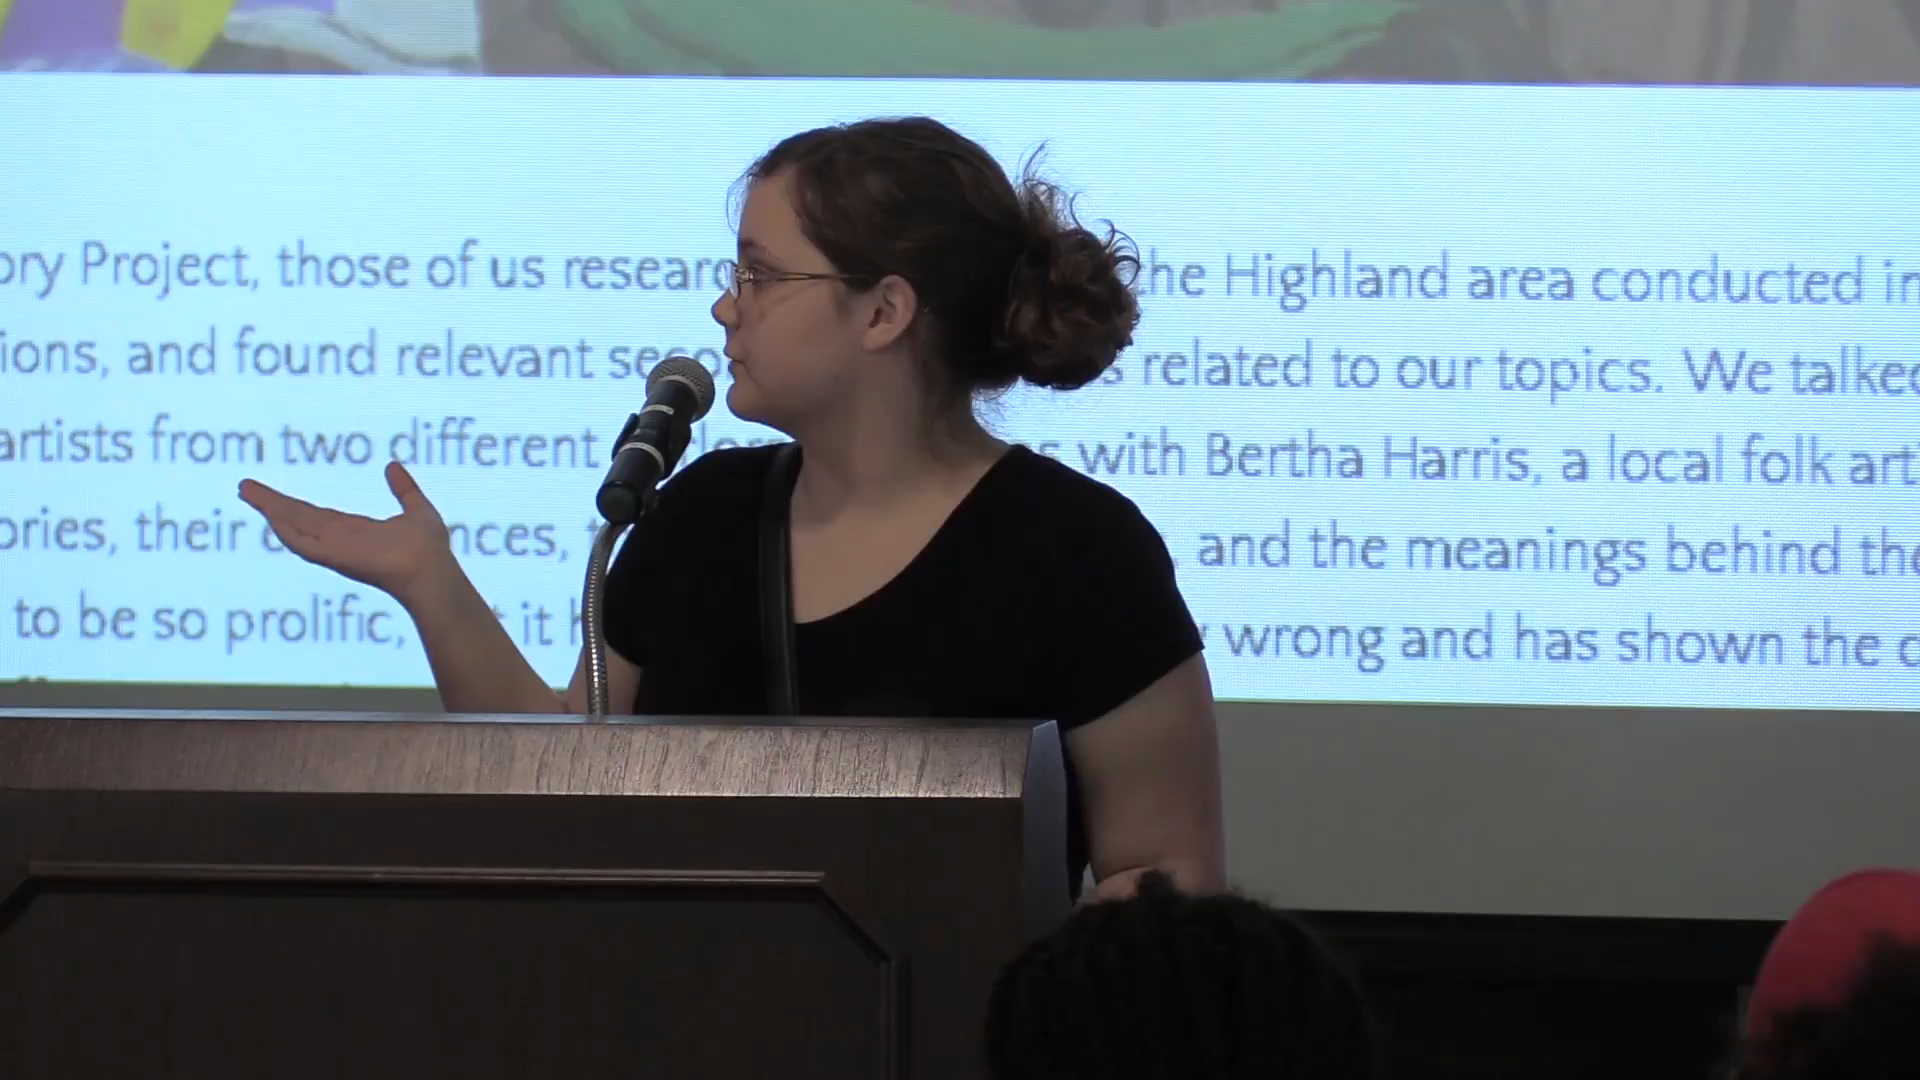 ory Project, those of us resear the Highland area conducted in
ions, and found relevant seco related to our topics. We talked
artists from two different with Bertha Harris, a local folk art
ories, their nces, and the meanings behind the
to be so prolific, it wrong and has shown the